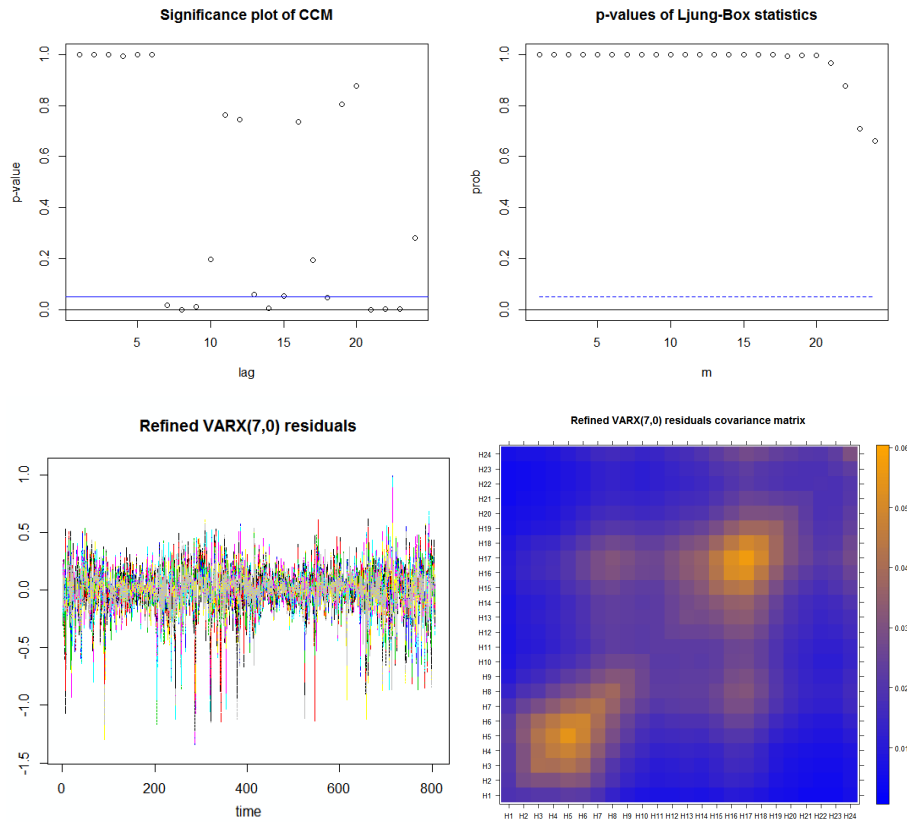 Significance plot of CCM
p-value
0.0 0.2 0.4 0.6 0.8 1.0
5 10 15 20
lag
p-values of Ljung-Box statistics
prob
0.0 0.2 0.4 0.6 0.8 1.0
5 10 15 20
m
Refined VARX(7,0) residuals
-1.5 -1.0 -0.5 0.0 0.5 1.0
0 200 400 600 800
time
Refined VARX(7,0) residuals covariance matrix
H24
H23
H22
H21
H20
H19
H18
H17
H16
H15
H14
H13
H12
H11
H10
H9
H8
H7
H6
H5
H4
H3
H2
H1
H1 H2 H3 H4 H5 H6 H7 H8 H9 H10 H11 H12 H13 H14 H15 H16 H17 H18 H19 H20 H21 H22 H23 H24
0.03
0.02
0.01